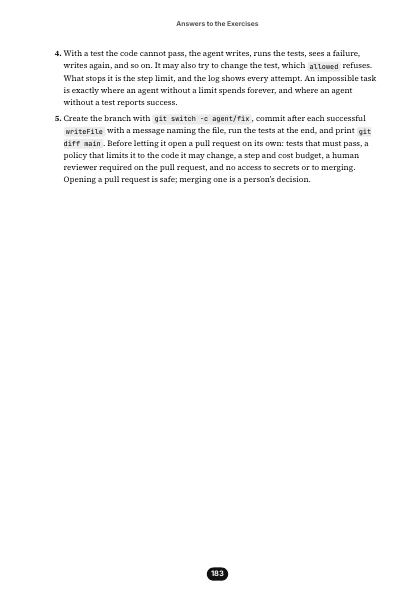 Answers to the Exercises
4. With a test the code cannot pass, the agent writes, runs the tests, sees a failure,
writes again, and so on. It may also try to change the test, which allowed refuses.
What stops it is the step limit, and the log shows every attempt. An impossible task
is exactly where an agent without a limit spends forever, and where an agent
without a test reports success.
5. Create the branch with git switch -c agent/fix, commit after each successful
writeFile with a message naming the file, run the tests at the end, and print git
diff main. Before letting it open a pull request on its own: tests that must pass, a
policy that limits it to the code it may change, a step and cost budget, a human
reviewer required on the pull request, and no access to secrets or to merging.
Opening a pull request is safe; merging one is a person's decision.
183